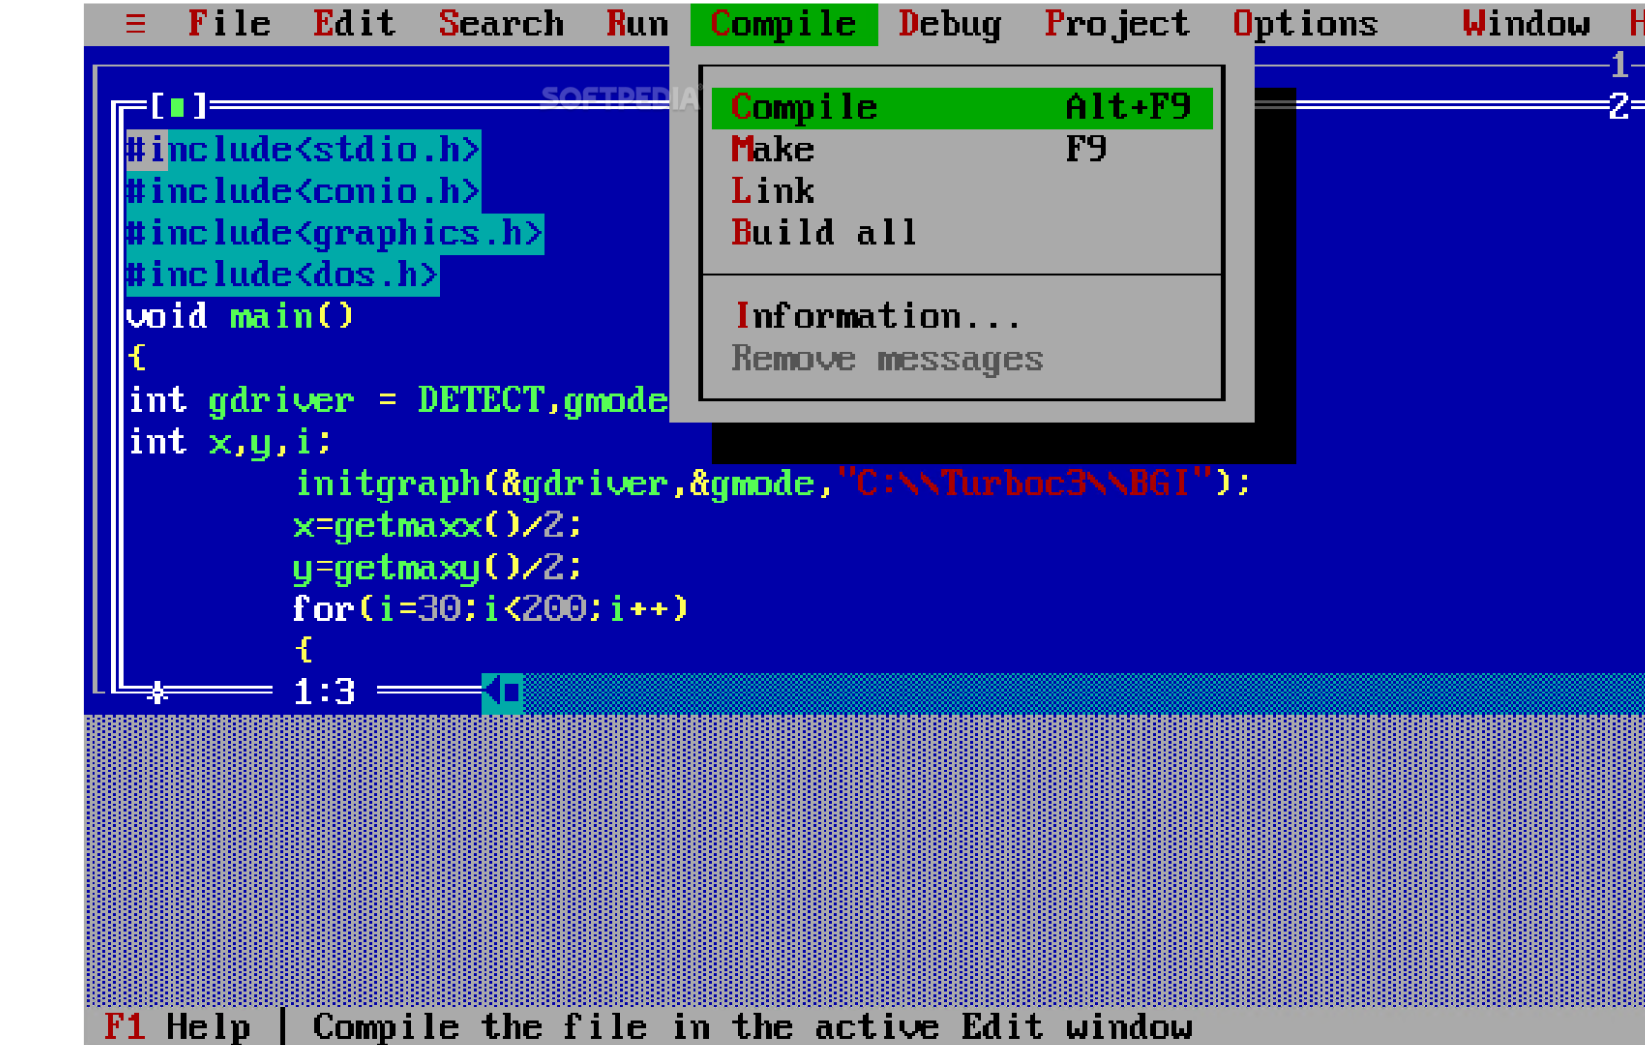 ≡ File Edit Search Run Compile Debug Project Options Window H
1
[▪] 2
SOFTPEDIA
Compile Alt+F9
Make F9
Link
Build all
Information...
Remove messages
#include<stdio.h>
#include<conio.h>
#include<graphics.h>
#include<dos.h>
void main()
{
int gdriver = DETECT,gmode
int x,y,i;
initgraph(&gdriver,&gmode,"C:\\Turboc3\\BGI");
x=getmaxx()/2;
y=getmaxy()/2;
for(i=30;i<200;i++)
{
1:3
F1 Help | Compile the file in the active Edit window